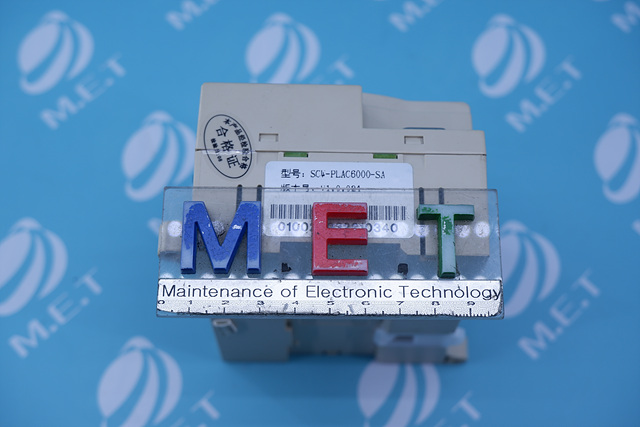 合格证
型号: SCW-PLAC6000-SA
MET
Maintenance of Electronic Technology
0 1 2 3 4 5 6 7 8 9
M.E.T
M.E.T
M.E.T
M.E.T
M.E.T
M.E.T
M.E.T